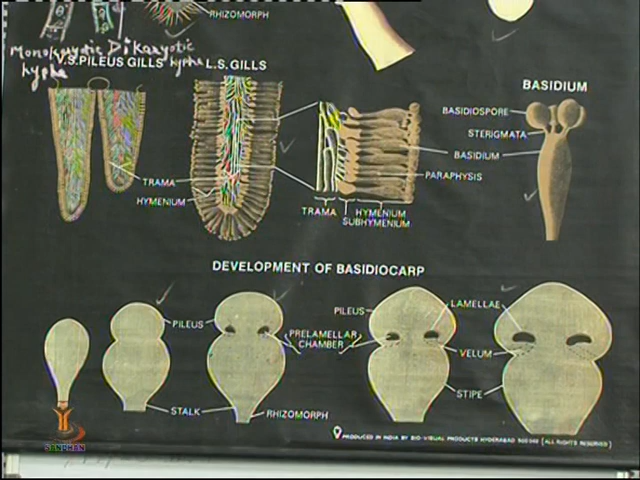 RHIZOMORPH
Monokaryotic Dikaryotic
hypha hypha
V.S. PILEUS GILLS
L.S. GILLS
BASIDIUM
BASIDIOSPORE
STERIGMATA
BASIDIUM
PARAPHYSIS
TRAMA
HYMENIUM
TRAMA HYMENIUM
SUBHYMENIUM
DEVELOPMENT OF BASIDIOCARP
PILEUS
PRELAMELLAR
CHAMBER
PILEUS
LAMELLAE
VELUM
STIPE
STALK
RHIZOMORPH
PRODUCED IN INDIA BY BIO-VISUAL PRODUCTS HYDERABAD 500 048 (ALL RIGHTS RESERVED)
SANDHAN